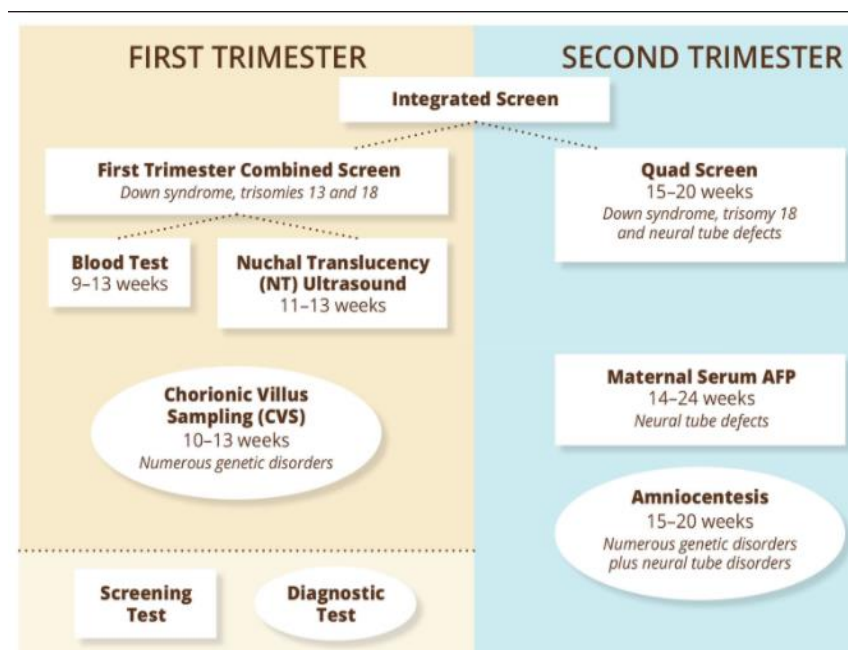 FIRST TRIMESTER
SECOND TRIMESTER
Integrated Screen
First Trimester Combined Screen
Down syndrome, trisomies 13 and 18
Quad Screen
15–20 weeks
Down syndrome, trisomy 18
and neural tube defects
Blood Test
9–13 weeks
Nuchal Translucency
(NT) Ultrasound
11–13 weeks
Chorionic Villus
Sampling (CVS)
10–13 weeks
Numerous genetic disorders
Maternal Serum AFP
14–24 weeks
Neural tube defects
Amniocentesis
15–20 weeks
Numerous genetic disorders
plus neural tube disorders
Screening
Test
Diagnostic
Test